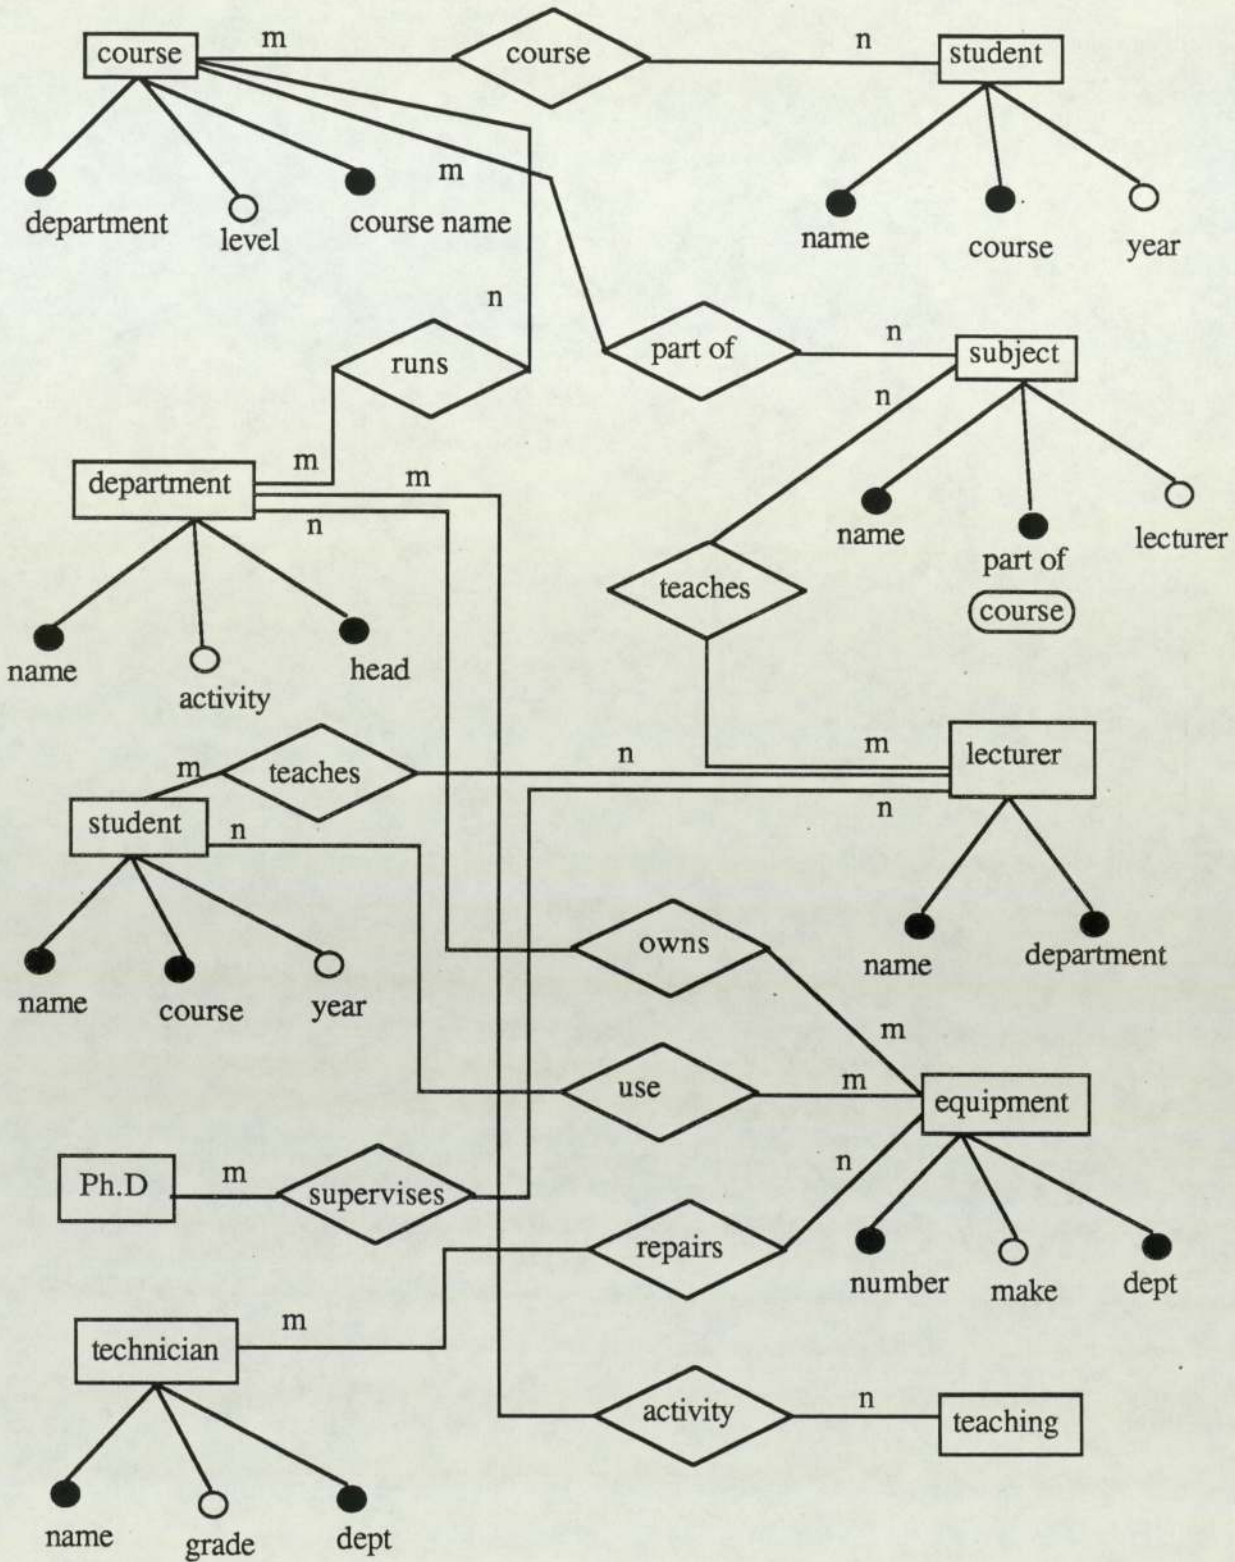 course
m
course
n
student
department
level
course name
m
name
course
year
n
runs
part of
n
subject
n
m
department
m
n
name
part of
course
lecturer
teaches
name
activity
head
m
teaches
n
m
lecturer
n
student
n
name
course
year
owns
name
department
m
use
m
equipment
Ph.D
m
supervises
n
repairs
number
make
dept
technician
m
activity
n
teaching
name
grade
dept